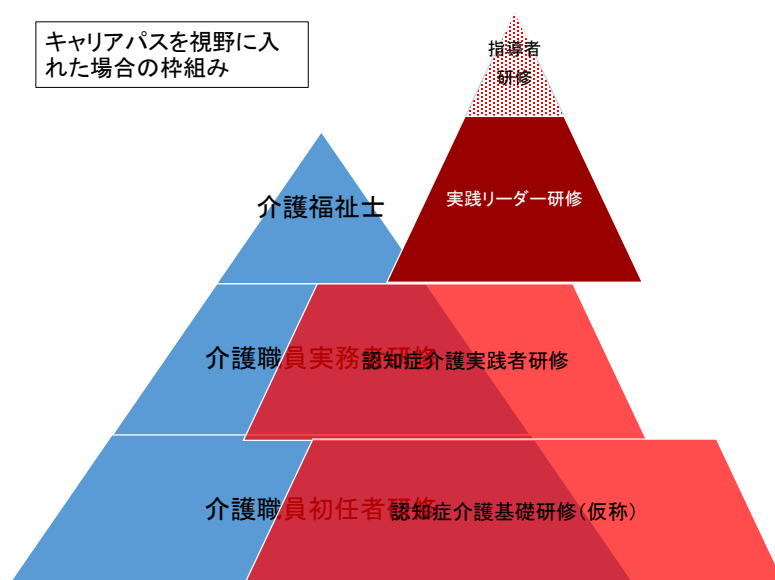 キャリアパスを視野に入
れた場合の枠組み
指導者
研修
実践リーダー研修
介護福祉士
介護職員実務者研修
認知症介護実践者研修
介護職員初任者研修
認知症介護基礎研修(仮称)